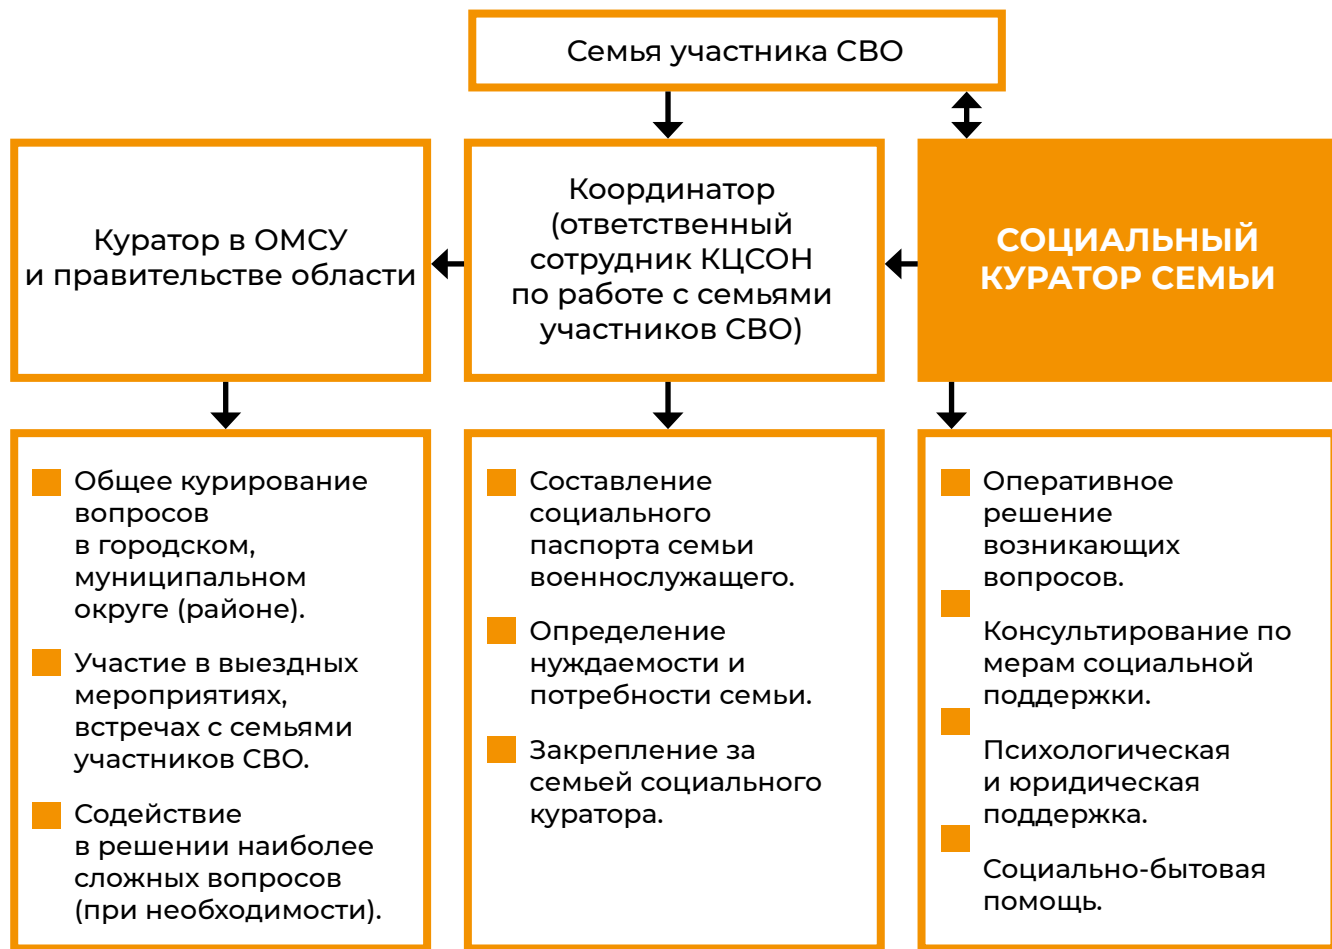 Семья участника СВО
Куратор в ОМСУ
и правительстве области
Координатор
(ответственный
сотрудник КЦСОН
по работе с семьями
участников СВО)
СОЦИАЛЬНЫЙ
КУРАТОР СЕМЬИ
Общее курирование
вопросов
в городском,
муниципальном
округе (районе).
Участие в выездных
мероприятиях,
встречах с семьями
участников СВО.
Содействие
в решении наиболее
сложных вопросов
(при необходимости).
Составление
социального
паспорта семьи
военнослужащего.
Определение
нуждаемости и
потребности семьи.
Закрепление за
семьей социального
куратора.
Оперативное
решение
возникающих
вопросов.
Консультирование по
мерам социальной
поддержки.
Психологическая
и юридическая
поддержка.
Социально-бытовая
помощь.